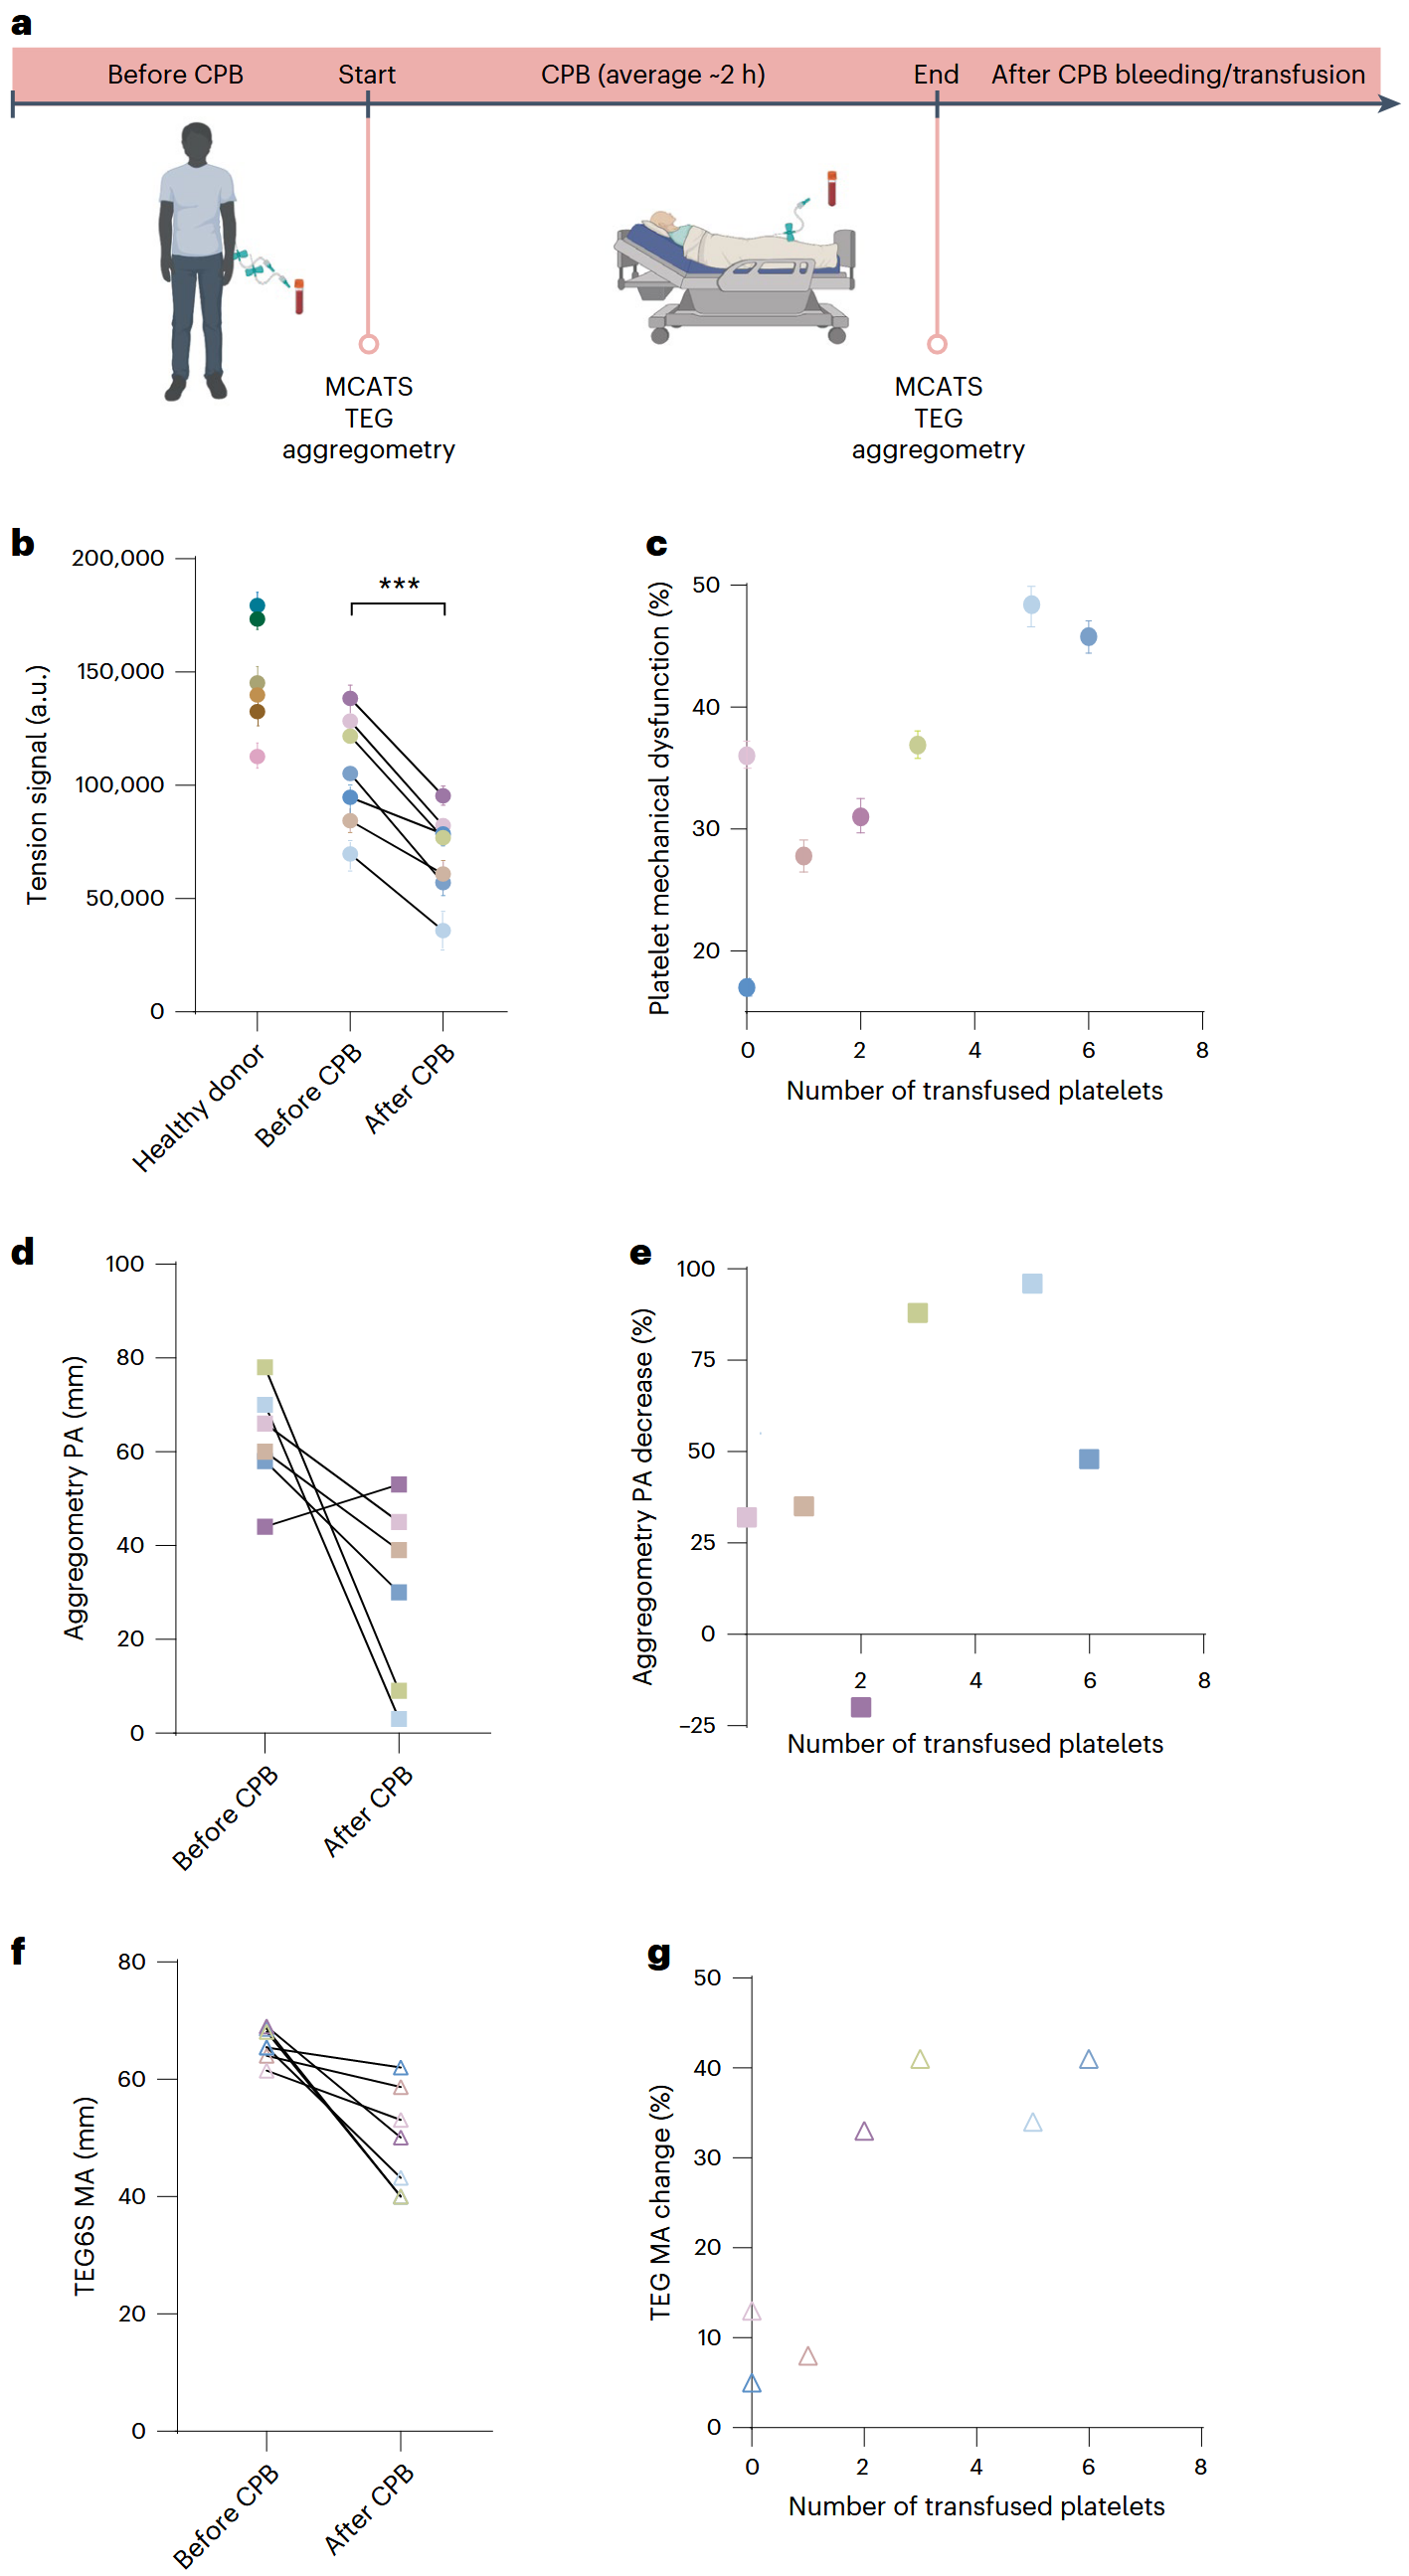 a
Before CPB
Start
CPB (average ~2 h)
End
After CPB bleeding/transfusion
MCATS
TEG
aggregometry
MCATS
TEG
aggregometry
b
Tension signal (a.u.)
200,000
150,000
100,000
50,000
0
***
Healthy donor
Before CPB
After CPB
c
Platelet mechanical dysfunction (%)
50
40
30
20
0
2
4
6
8
Number of transfused platelets
d
Aggregometry PA (mm)
100
80
60
40
20
0
Before CPB
After CPB
e
Aggregometry PA decrease (%)
100
75
50
25
0
–25
2
4
6
8
Number of transfused platelets
f
TEG6S MA (mm)
80
60
40
20
0
Before CPB
After CPB
g
TEG MA change (%)
50
40
30
20
10
0
0
2
4
6
8
Number of transfused platelets